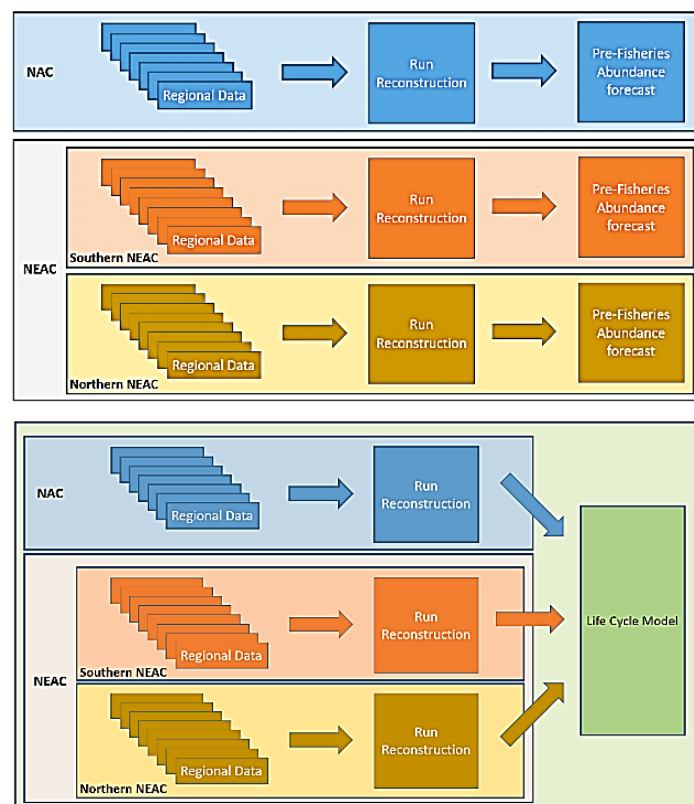 NAC
Regional Data
Run
Reconstruction
Pre-Fisheries
Abundance
forecast
NEAC
Regional Data
Southern NEAC
Run
Reconstruction
Pre-Fisheries
Abundance
forecast
Regional Data
Northern NEAC
Run
Reconstruction
Pre-Fisheries
Abundance
forecast
NAC
Regional Data
Run
Reconstruction
Life Cycle Model
NEAC
Regional Data
Southern NEAC
Run
Reconstruction
Regional Data
Northern NEAC
Run
Reconstruction